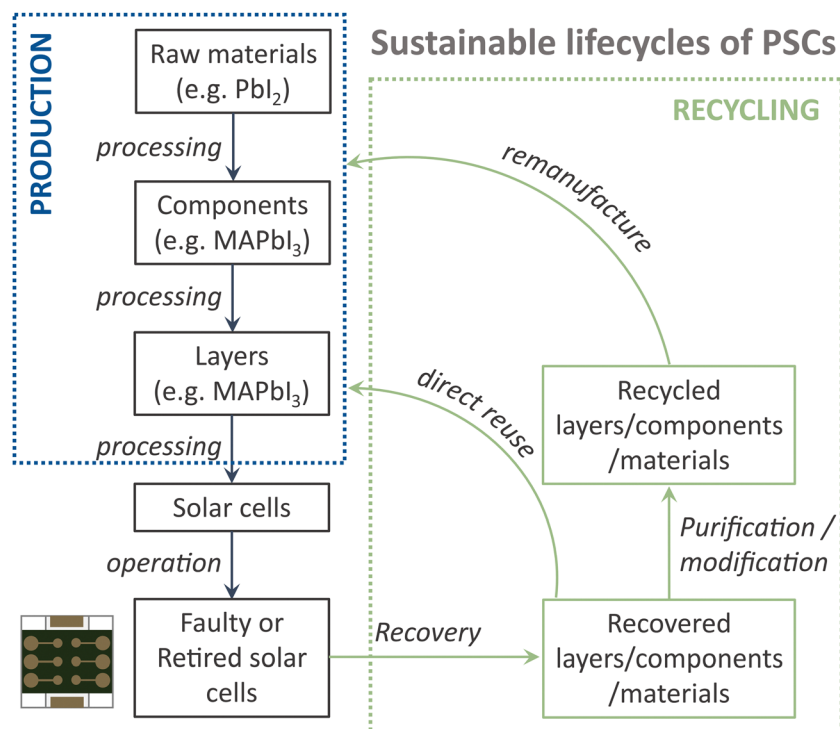 Sustainable lifecycles of PSCs
PRODUCTION
Raw materials
(e.g. PbI₂)
processing
Components
(e.g. MAPbI₃)
processing
Layers
(e.g. MAPbI₃)
processing
Solar cells
operation
Faulty or
Retired solar
cells
RECYCLING
remanufacture
direct reuse
Recycled
layers/components
/materials
Purification /
modification
Recovery
Recovered
layers/components
/materials